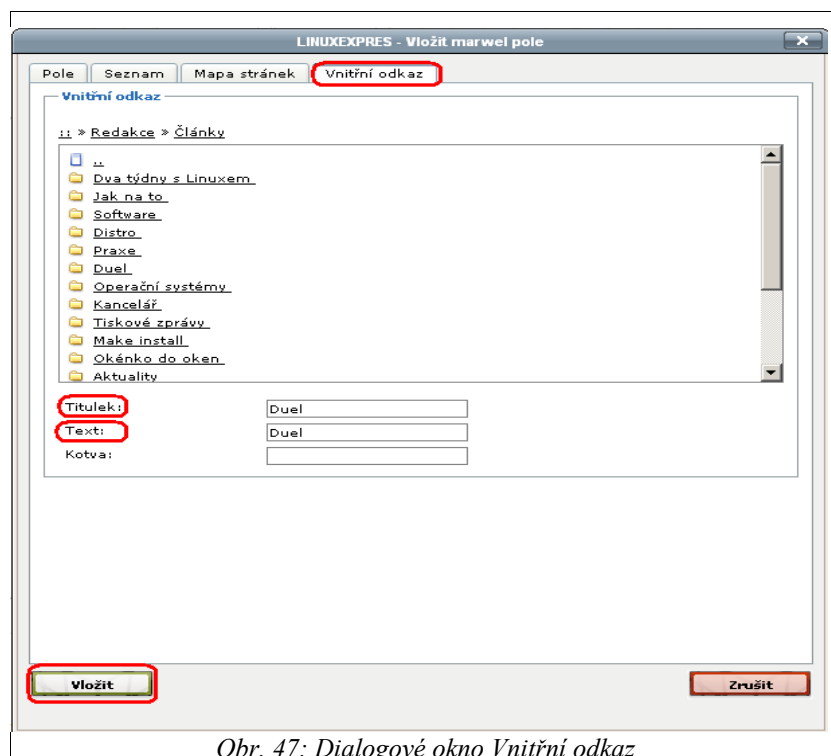 LINUXEXPRES - Vložit marwel pole
Pole Seznam Mapa stránek Vnitřní odkaz
Vnitřní odkaz
:: » Redakce » Články
..
Dva týdny s Linuxem
Jak na to
Software
Distro
Praxe
Duel
Operační systémy
Kancelář
Tiskové zprávy
Make install
Okénko do oken
Aktuality
Titulek: Duel
Text: Duel
Kotva:
Vložit Zrušit
Obr. 47: Dialogové okno Vnitřní odkaz